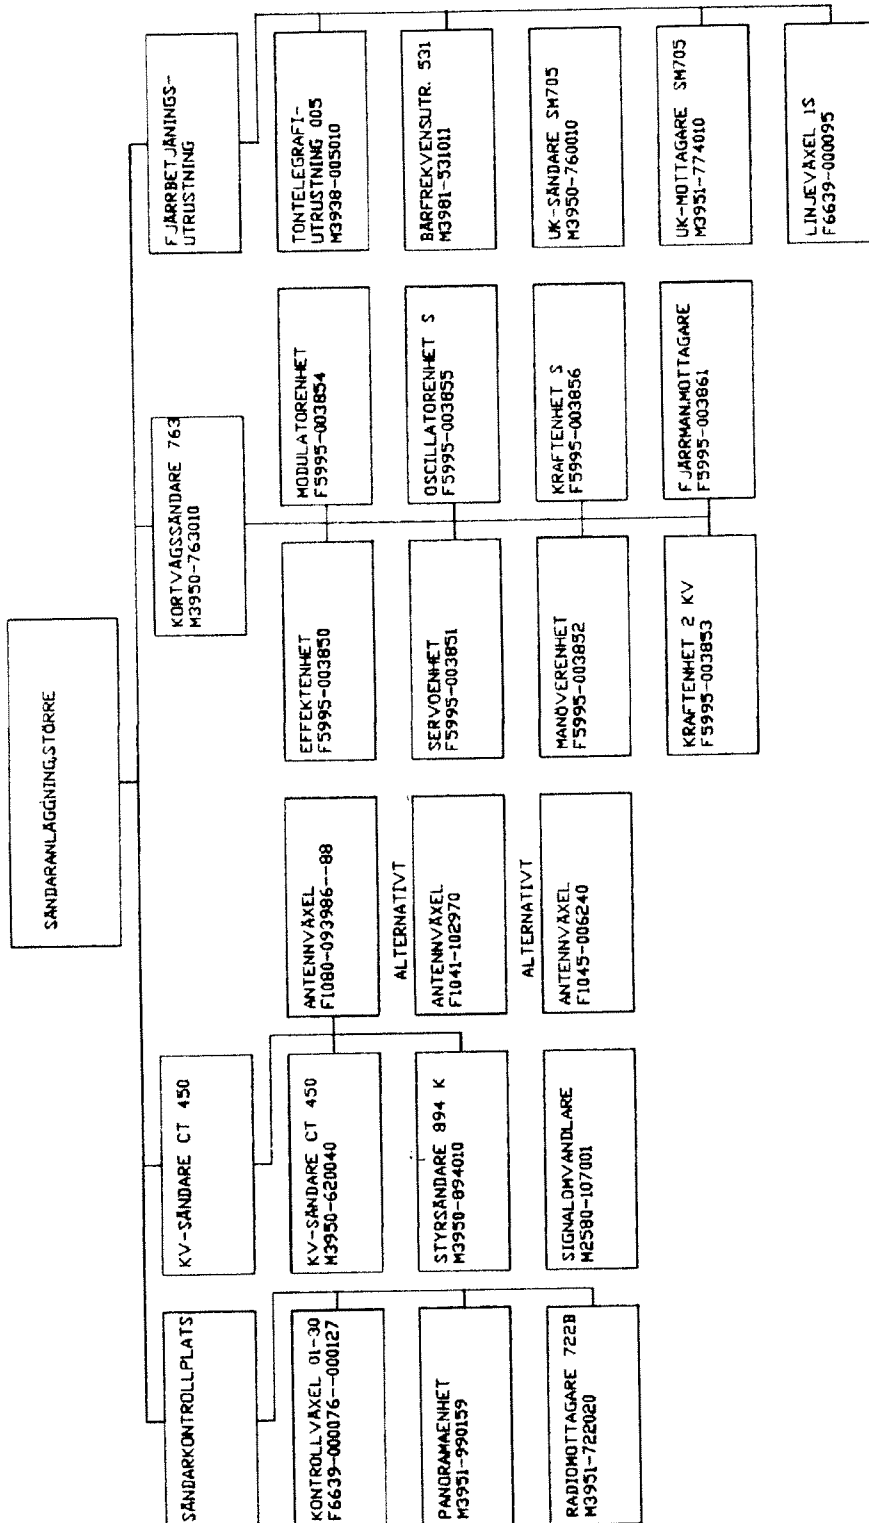 SÄNDARANLÄGGNING,STÖRRE
SÄNDARKONTROLLPLATS
KV-SÄNDARE CT 450
KORTVÅGSSÄNDARE 763
M3950-763010
FJÄRRBETJÄNINGS-
UTRUSTNING
KONTROLLVÄXEL 01-30
F6639-000076--000127
PANORAMAENHET
M3951-990159
RADIOMOTTAGARE 722B
M3951-722020
KV-SÄNDARE CT 450
M3950-620040
STYRSÄNDARE 894 K
M3950-894010
SIGNALOMVANDLARE
M2580-107001
ANTENNVÄXEL
F1080-093986--88
ALTERNATIVT
ANTENNVÄXEL
F1041-102970
ALTERNATIVT
ANTENNVÄXEL
F1045-006240
EFFEKTENHET
F5995-003850
SERVOENHET
F5995-003851
MANÖVERENHET
F5995-003852
KRAFTENHET 2 KV
F5995-003853
MODULATORENHET
F5995-003854
OSCILLATORENHET S
F5995-003855
KRAFTENHET S
F5995-003856
FJÄRRMAN.MOTTAGARE
F5995-003861
TONTELEGRAFI-
UTRUSTNING 005
M3938-005010
BÄRFREKVENSUTR. 531
M3981-531011
UK-SÄNDARE SM705
M3950-760010
UK-MOTTAGARE SM705
M3951-774010
LINJEVÄXEL 1S
F6639-000095